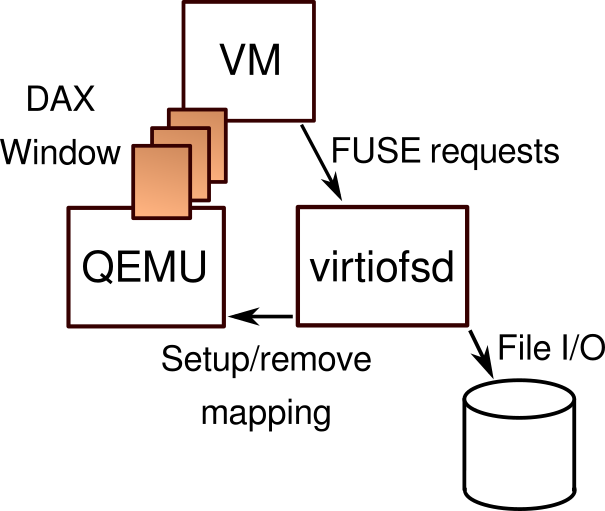 VM
DAX
Window
FUSE requests
QEMU
virtiofsd
Setup/remove
mapping
File I/O